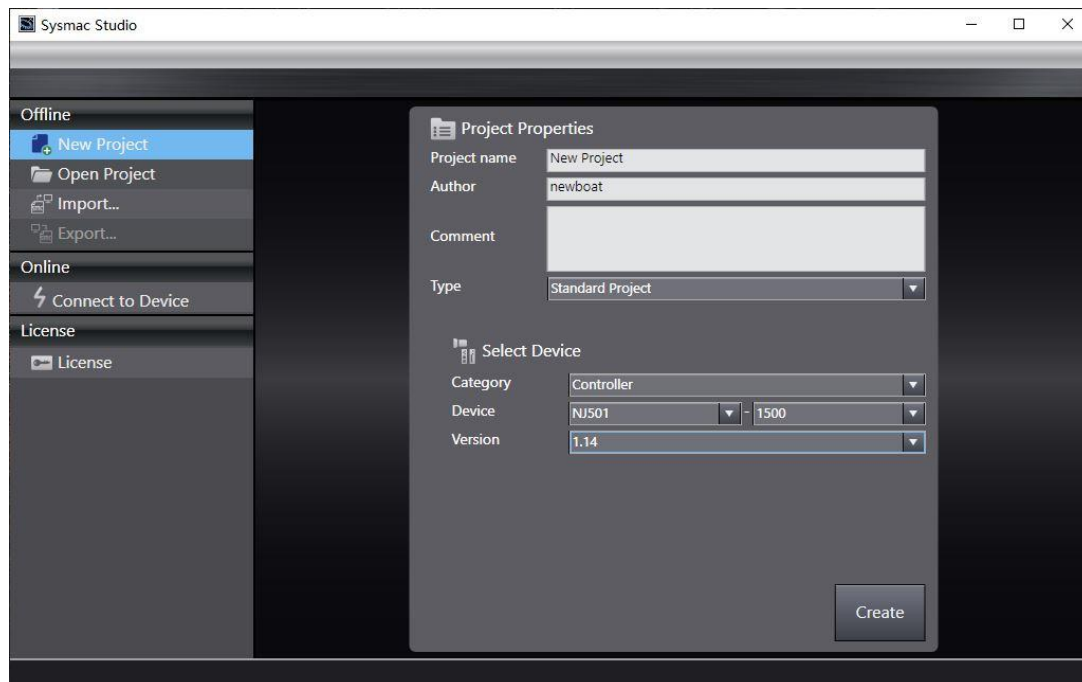 Sysmac Studio
Offline
New Project
Open Project
Import...
Export...
Online
Connect to Device
License
License
Project Properties
Project name New Project
Author newboat
Comment
Type Standard Project
Select Device
Category Controller
Device NJ501 - 1500
Version 1.14
Create